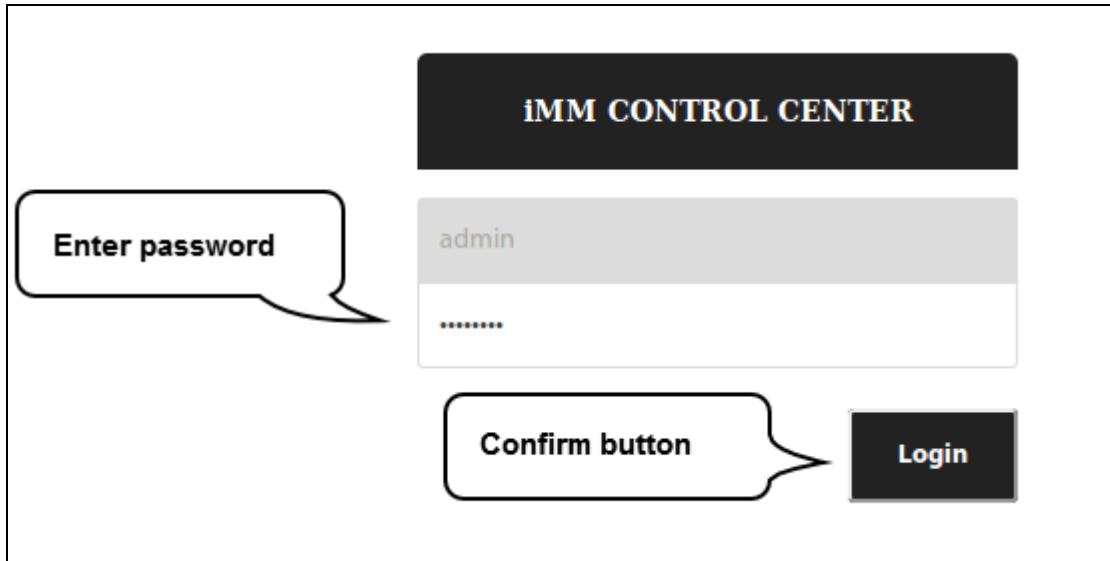 iMM CONTROL CENTER
Enter password
admin
••••••••
Confirm button
Login